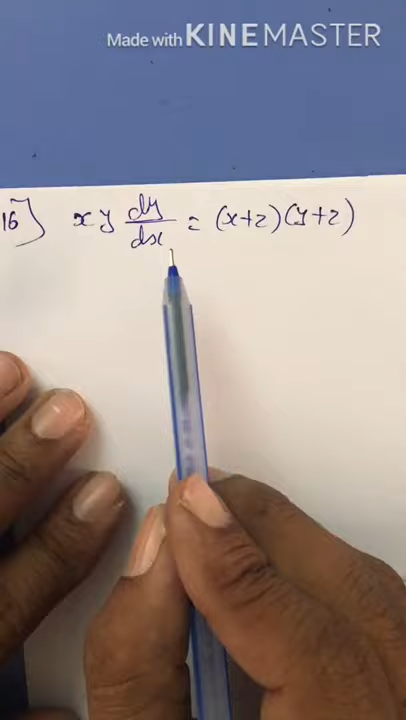 Made with KINEMASTER
16] xy dy/dx = (x+2)(y+2)